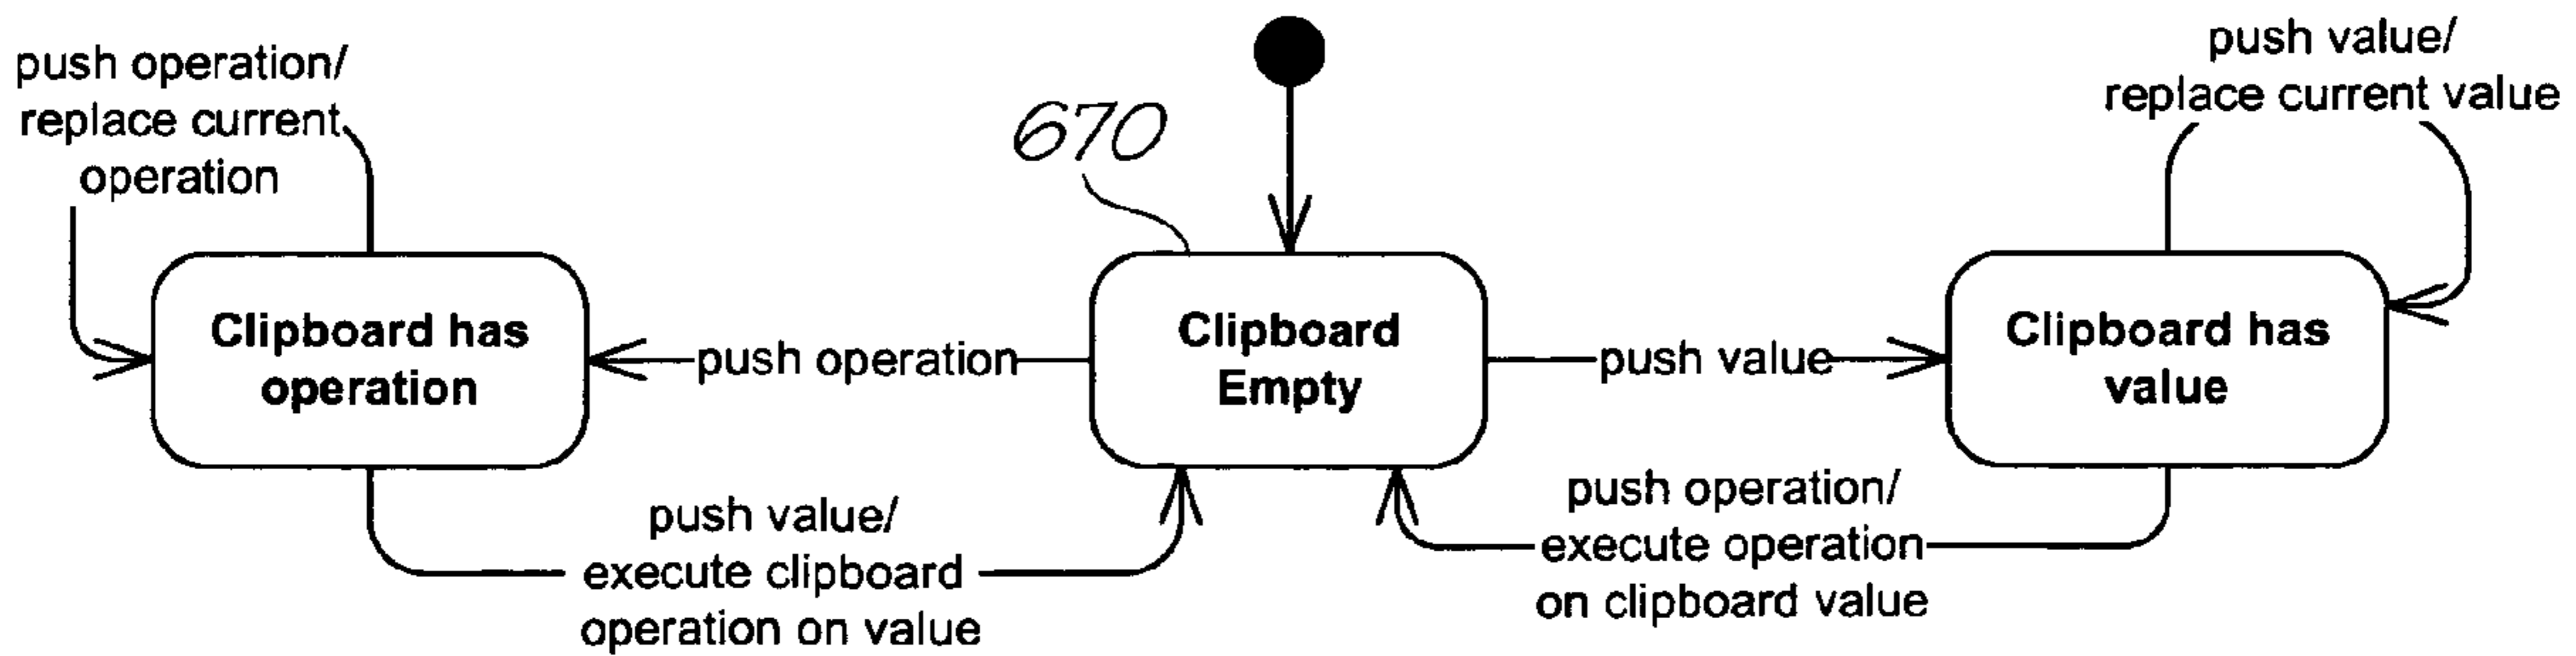 push operation/
replace current
operation
670
push value/
replace current value
Clipboard has
operation
push operation
Clipboard
Empty
push value
Clipboard has
value
push value/
execute clipboard
operation on value
push operation/
execute operation
on clipboard value